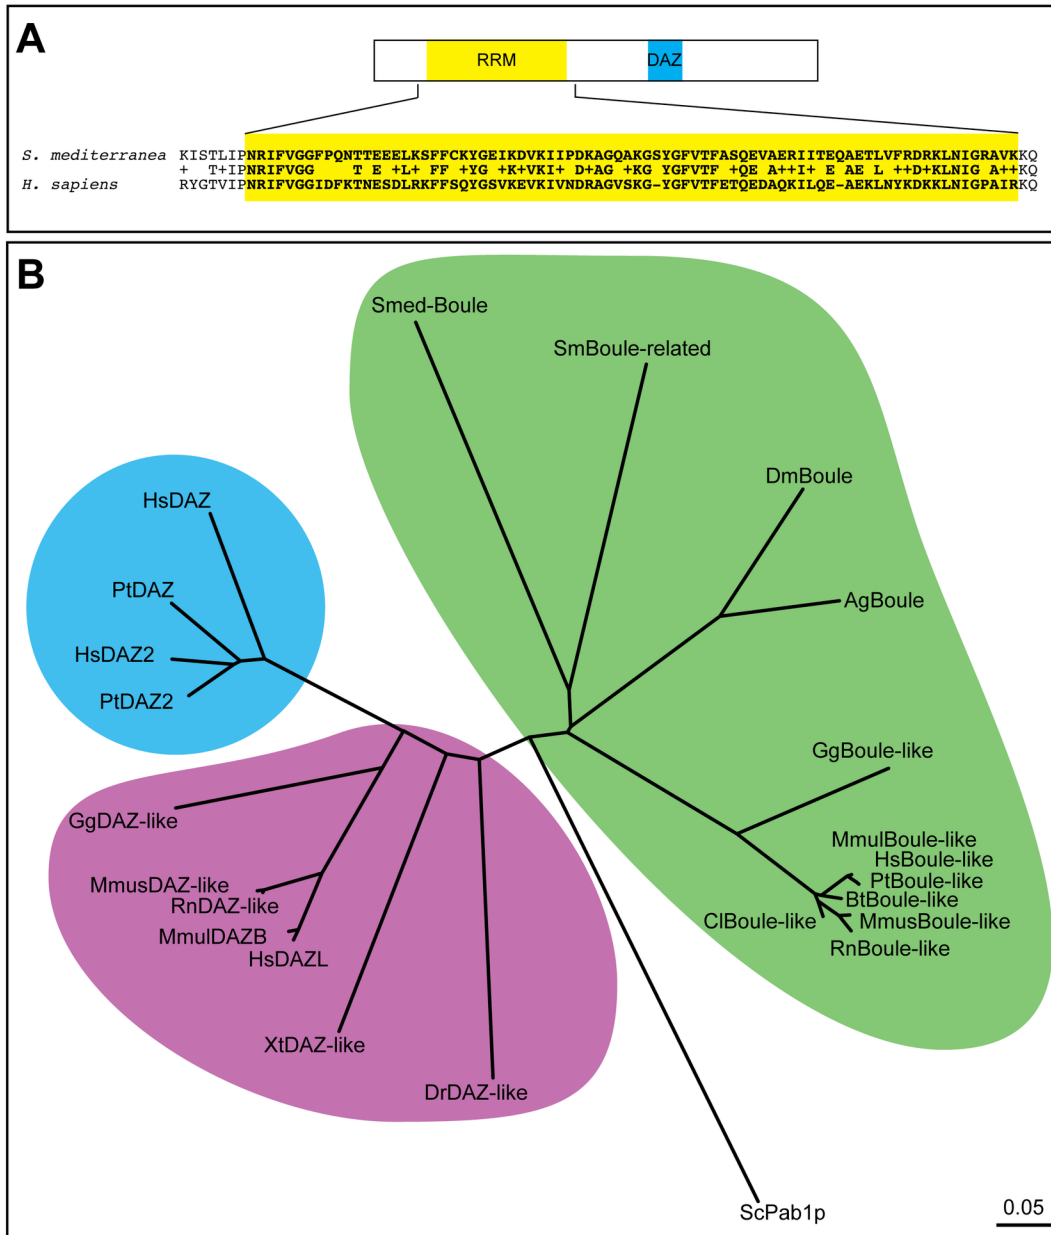 A
RRM
DAZ
S. mediterranea KISTLIPNRIFVGGFPQNTTEEELKSFFCKYGEIKDVKIIPDKAGQAKGSYGFVTFASQEVAERIITEQAETLVFRDRKLNIGRAVKKQ
+ T+IPNRIFVGG T E +L+ FF +YG +K+VKI+ D+AG +KG YGFVTF +QE A++I+ E AE L ++D+KLNIG A++KQ
H. sapiens RYGTVIPNRIFVGGIDFKTNESDLRKFFSQYGSVKEVKIVNDRAGVSKG-YGFVTFETQEDAQKILQE-AEKLNYKDKKLNIGPAIRKQ
B
Smed-Boule
SmBoule-related
DmBoule
HsDAZ
PtDAZ
AgBoule
HsDAZ2
PtDAZ2
GgBoule-like
GgDAZ-like
MmulBoule-like
HsBoule-like
PtBoule-like
MmusDAZ-like
BtBoule-like
RnDAZ-like
ClBoule-like
MmusBoule-like
MmulDAZB
RnBoule-like
HsDAZL
XtDAZ-like
DrDAZ-like
ScPab1p
0.05